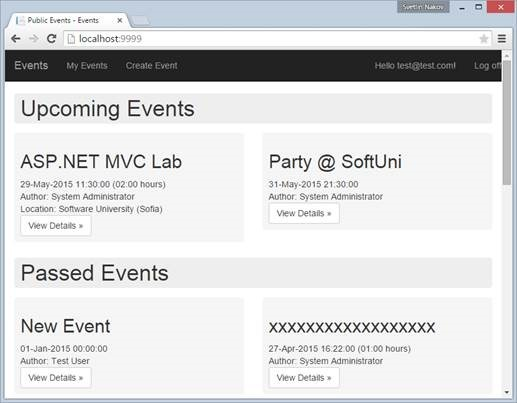 Svetlin Nakov
Public Events - Events
localhost:9999
Events My Events Create Event Hello test@test.com! Log off
Upcoming Events
ASP.NET MVC Lab
29-May-2015 11:30:00 (02:00 hours)
Author: System Administrator
Location: Software University (Sofia)
View Details »
Party @ SoftUni
31-May-2015 21:30:00
Author: System Administrator
View Details »
Passed Events
New Event
01-Jan-2015 00:00:00
Author: Test User
View Details »
xxxxxxxxxxxxxxxxxx
27-Apr-2015 16:22:00 (01:00 hours)
Author: System Administrator
View Details »